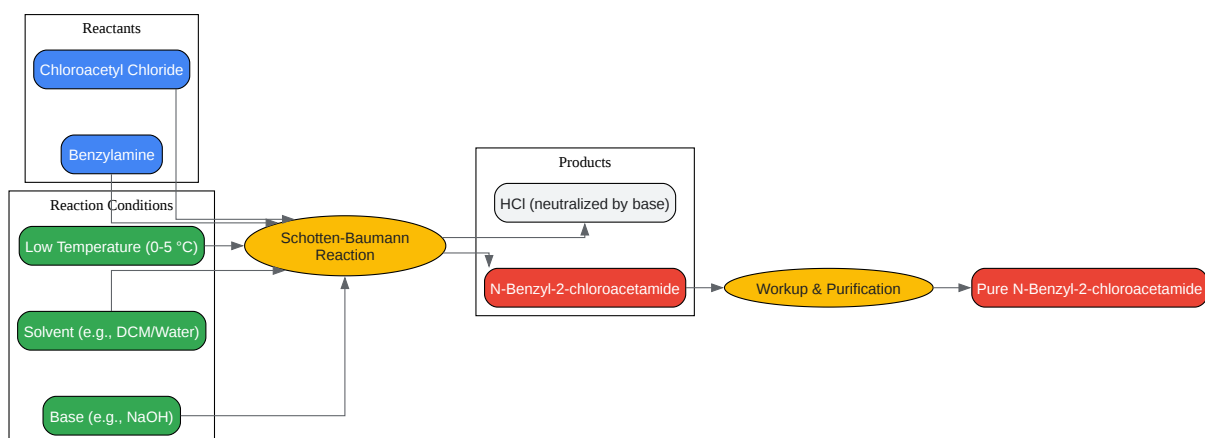 Reactants
Chloroacetyl Chloride
Benzylamine
Reaction Conditions
Low Temperature (0-5 °C)
Solvent (e.g., DCM/Water)
Base (e.g., NaOH)
Schotten-Baumann
Reaction
Products
HCl (neutralized by base)
N-Benzyl-2-chloroacetamide
Workup & Purification
Pure N-Benzyl-2-chloroacetamide